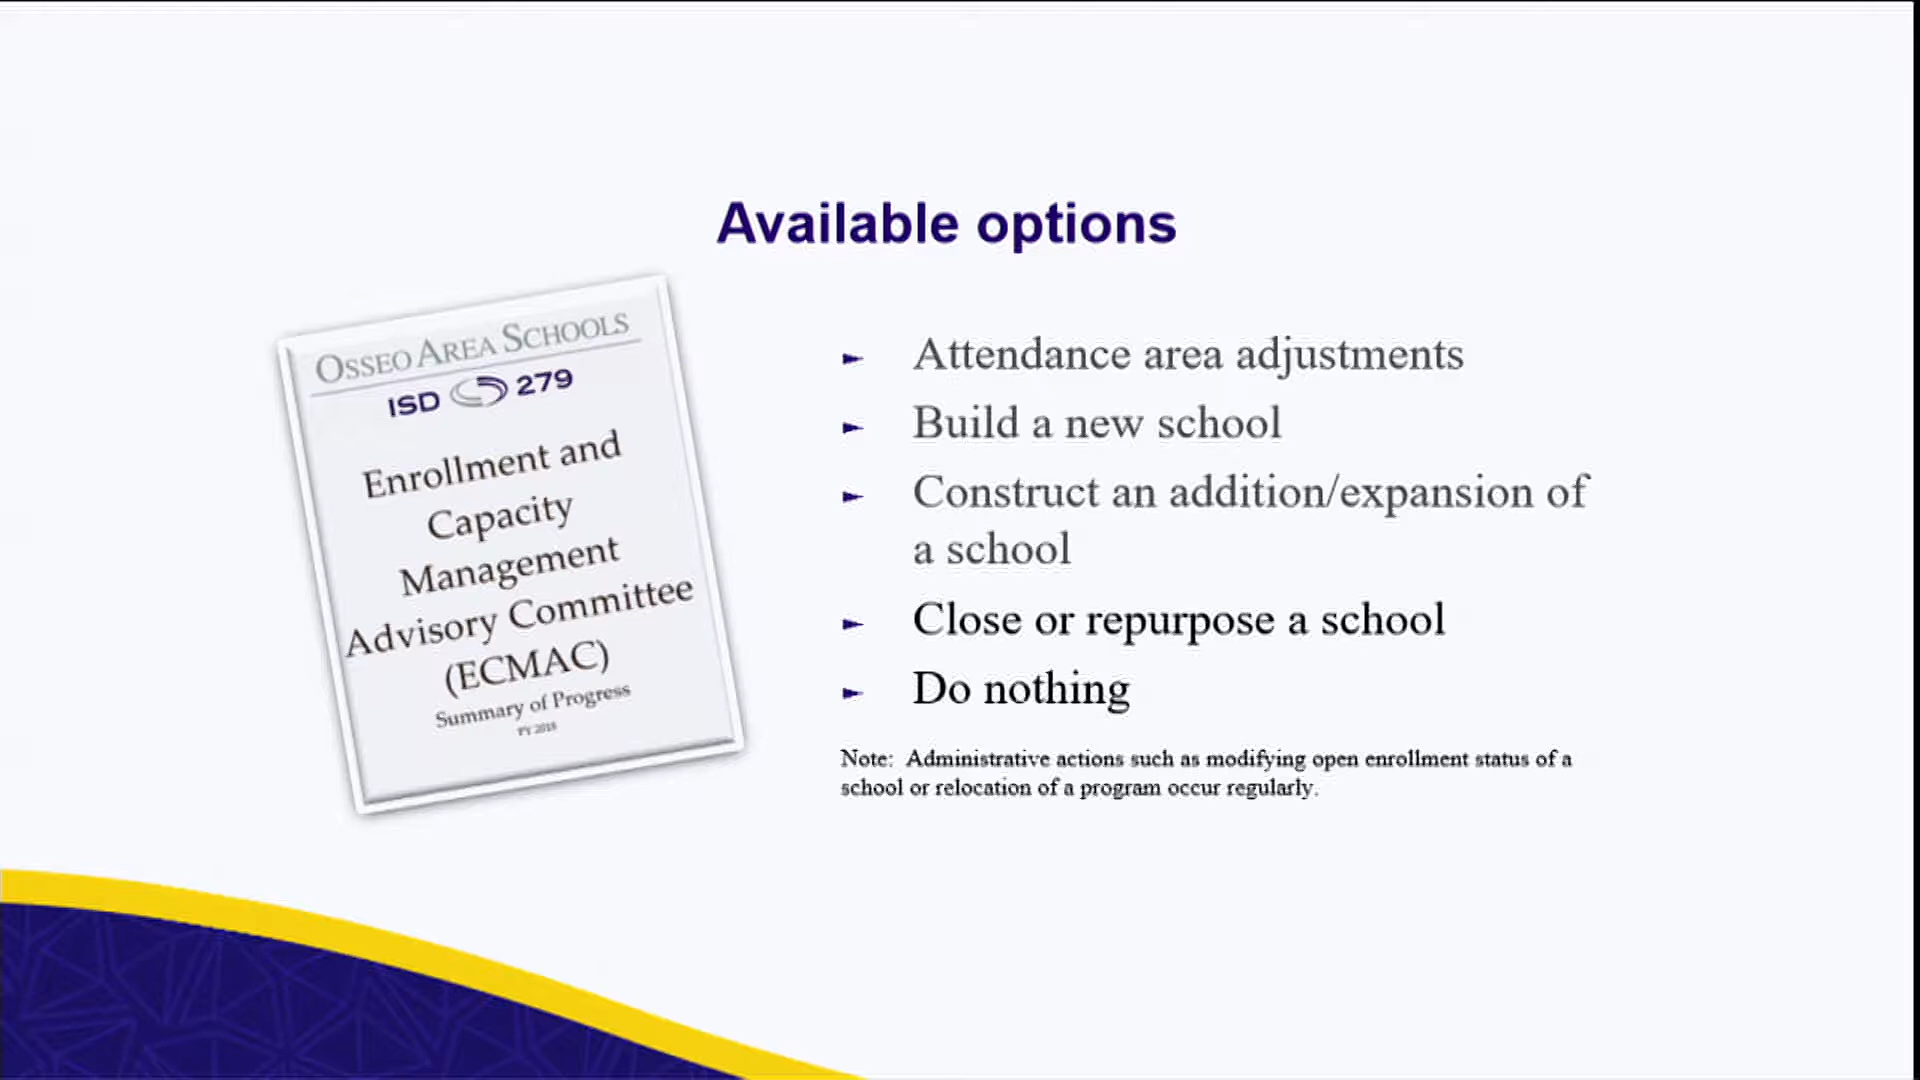 Available options
OSSEO AREA SCHOOLS
ISD 279
Enrollment and
Capacity
Management
Advisory Committee
(ECMAC)
Summary of Progress
FY 2018
► Attendance area adjustments
► Build a new school
► Construct an addition/expansion of
a school
► Close or repurpose a school
► Do nothing
Note: Administrative actions such as modifying open enrollment status of a
school or relocation of a program occur regularly.